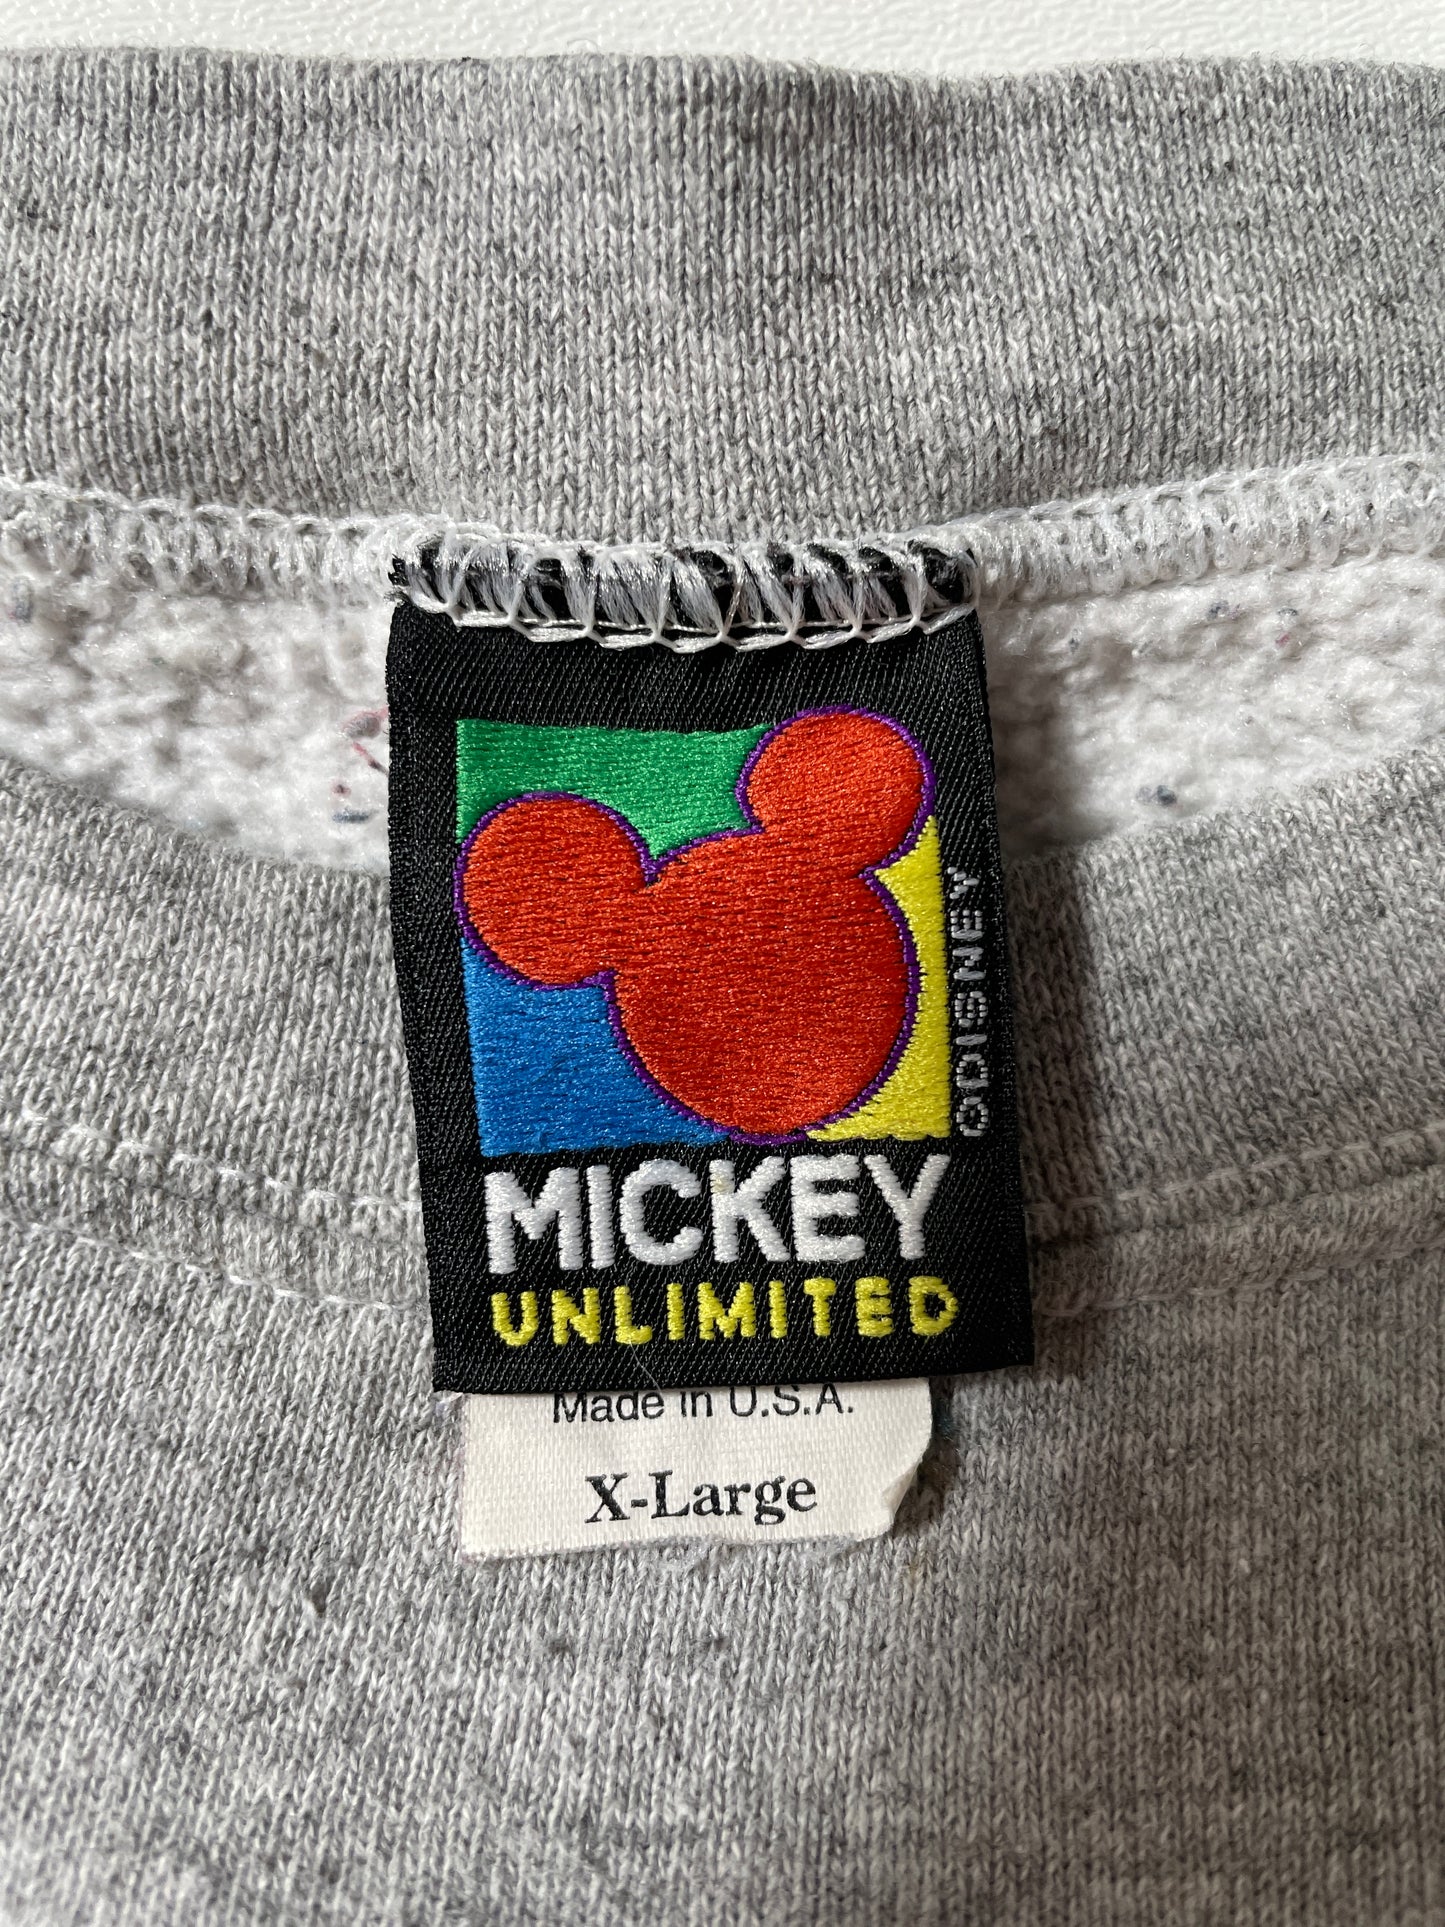 ©DISNEY
MICKEY
UNLIMITED
Made in U.S.A.
X-Large